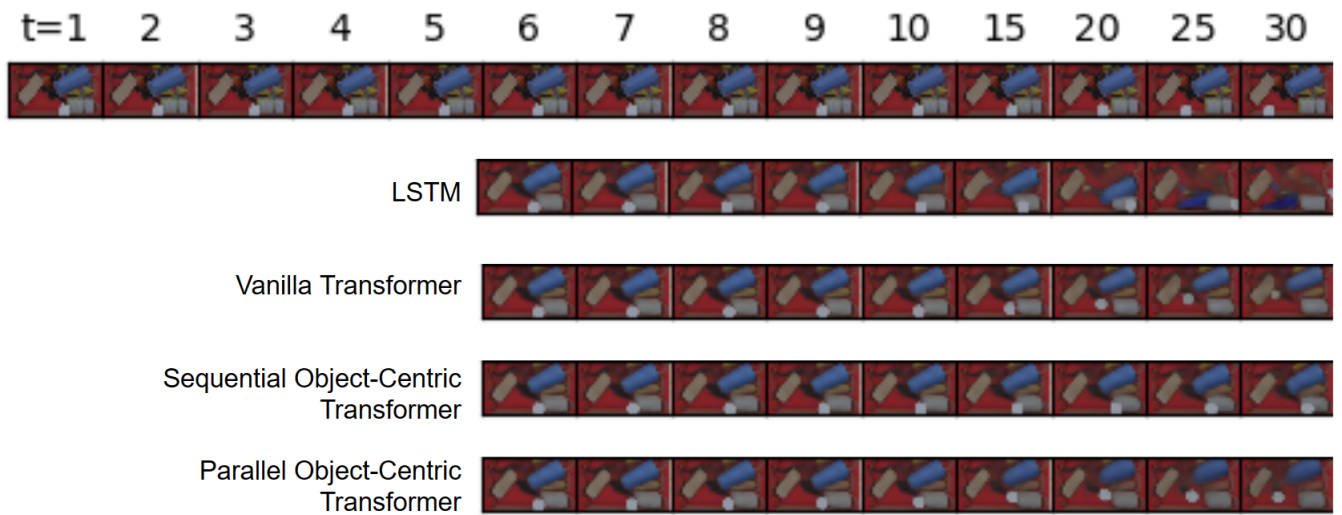 t=1 2 3 4 5 6 7 8 9 10 15 20 25 30
LSTM
Vanilla Transformer
Sequential Object-Centric
Transformer
Parallel Object-Centric
Transformer